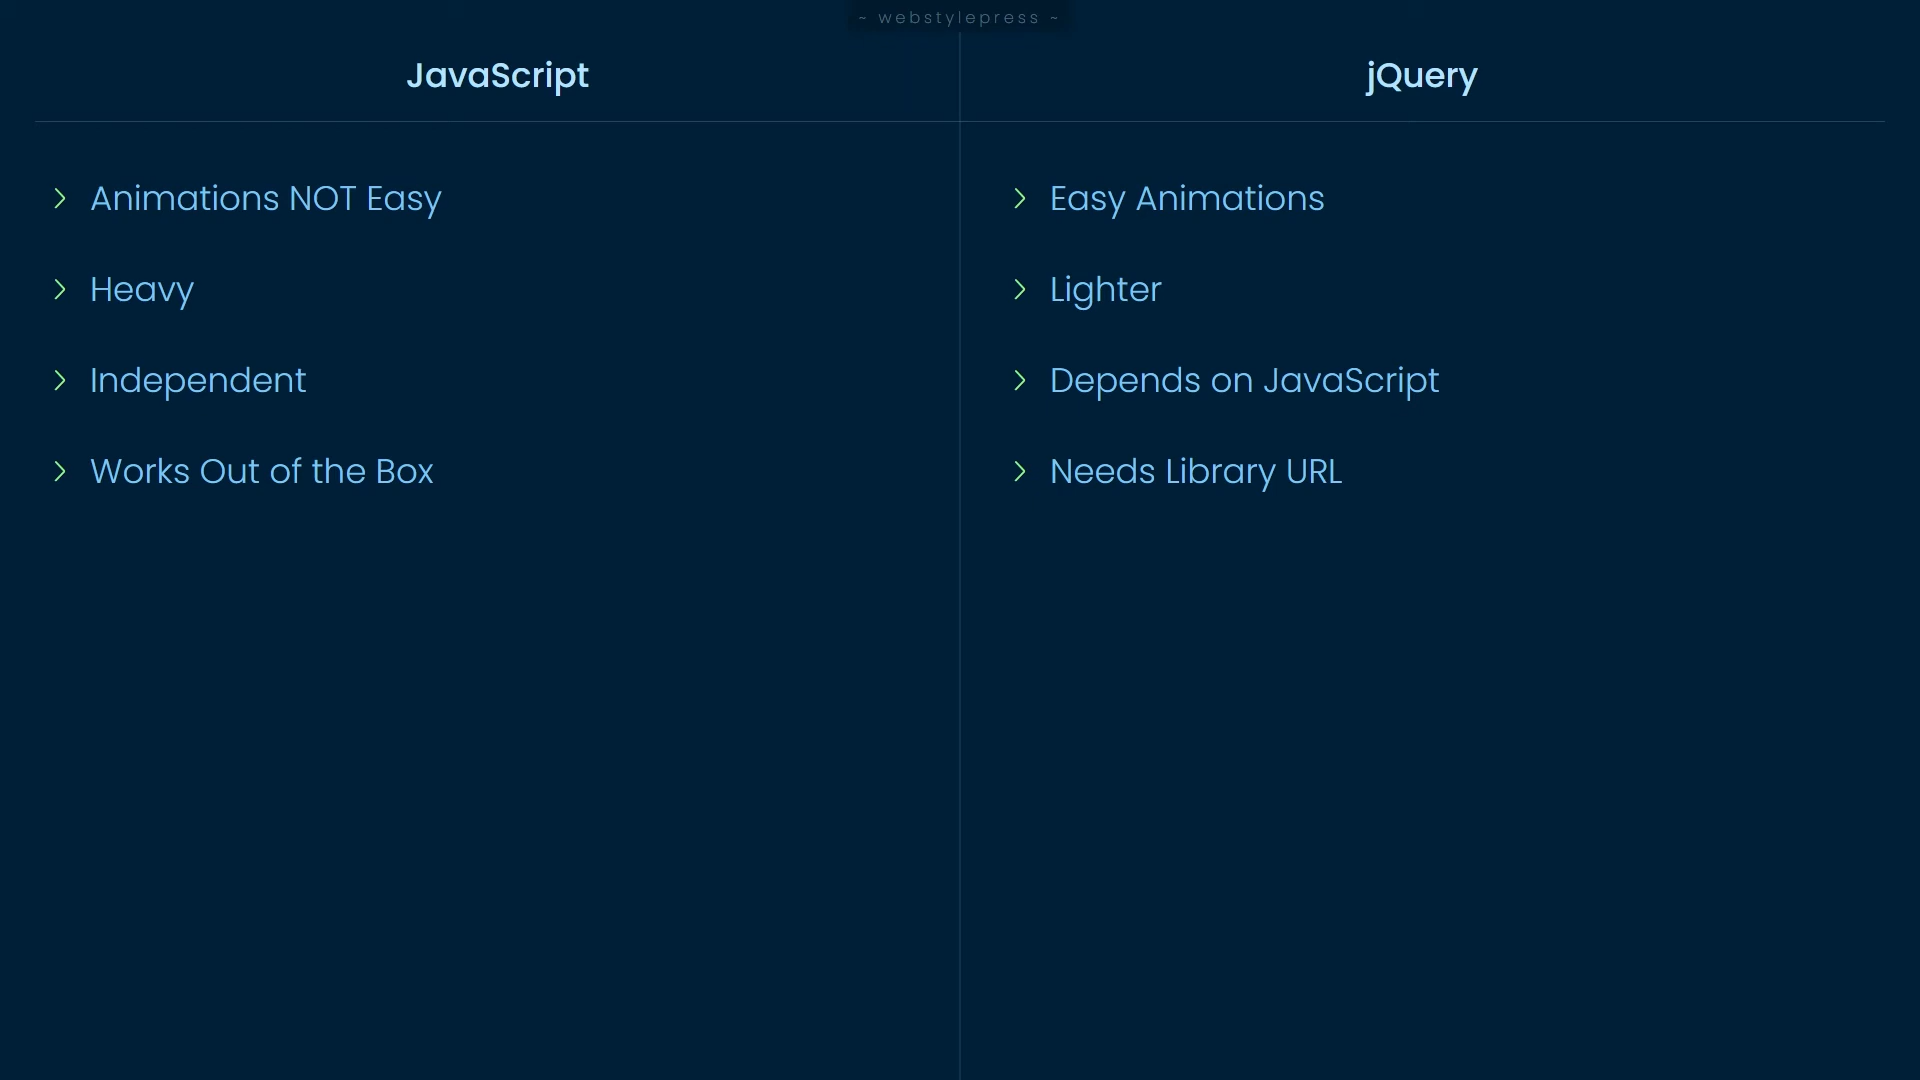 ~ webstylepress ~
JavaScript
Animations NOT Easy
Heavy
Independent
Works Out of the Box
jQuery
Easy Animations
Lighter
Depends on JavaScript
Needs Library URL